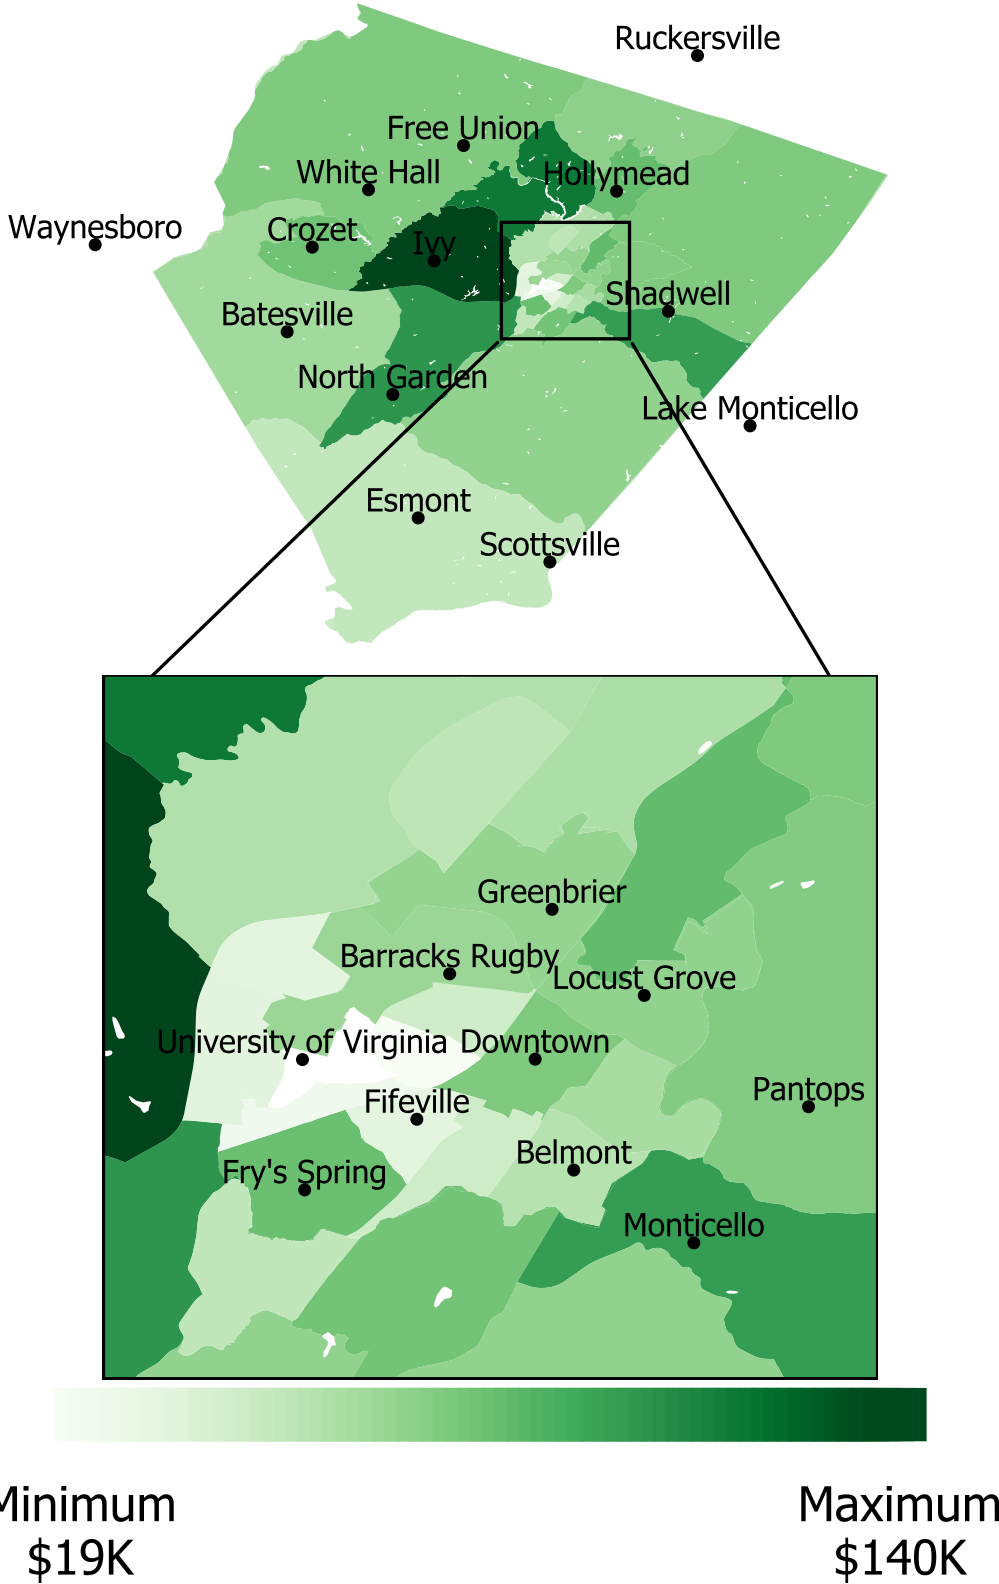 Ruckersville
Free Union
White Hall
Hollymead
Waynesboro
Crozet
Ivy
Shadwell
Batesville
North Garden
Lake Monticello
Esmont
Scottsville
Greenbrier
Barracks Rugby
Locust Grove
University of Virginia
Downtown
Pantops
Fifeville
Belmont
Fry's Spring
Monticello
Minimum
$19K
Maximum
$140K